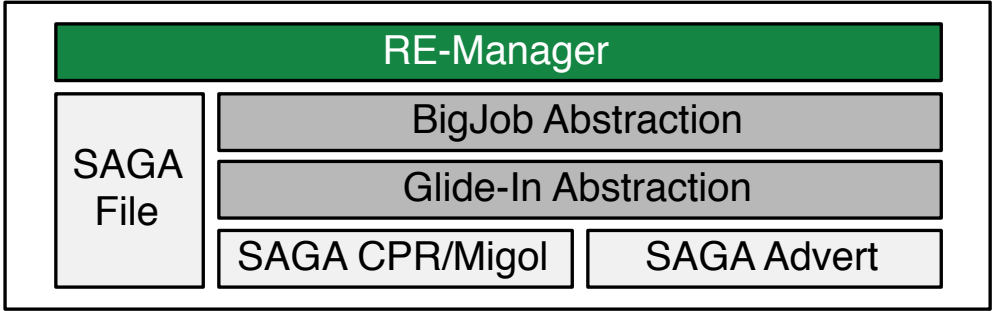 RE-Manager
SAGA
File
BigJob Abstraction
Glide-In Abstraction
SAGA CPR/Migol
SAGA Advert